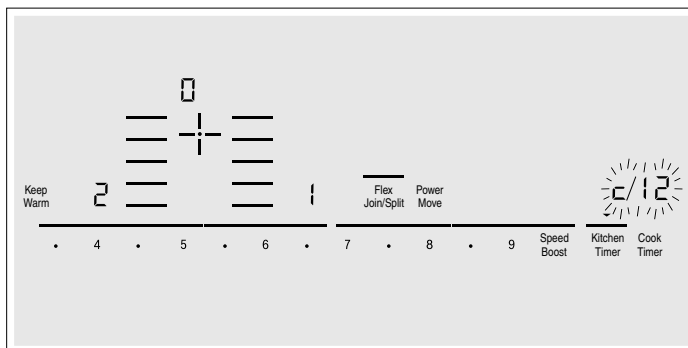 0
Keep
Warm
2
1
Flex
Join/Split
Power
Move
c/12
. 4 . 5 . 6 . 7 . 8 . 9
Speed
Boost
Kitchen
Timer
Cook
Timer